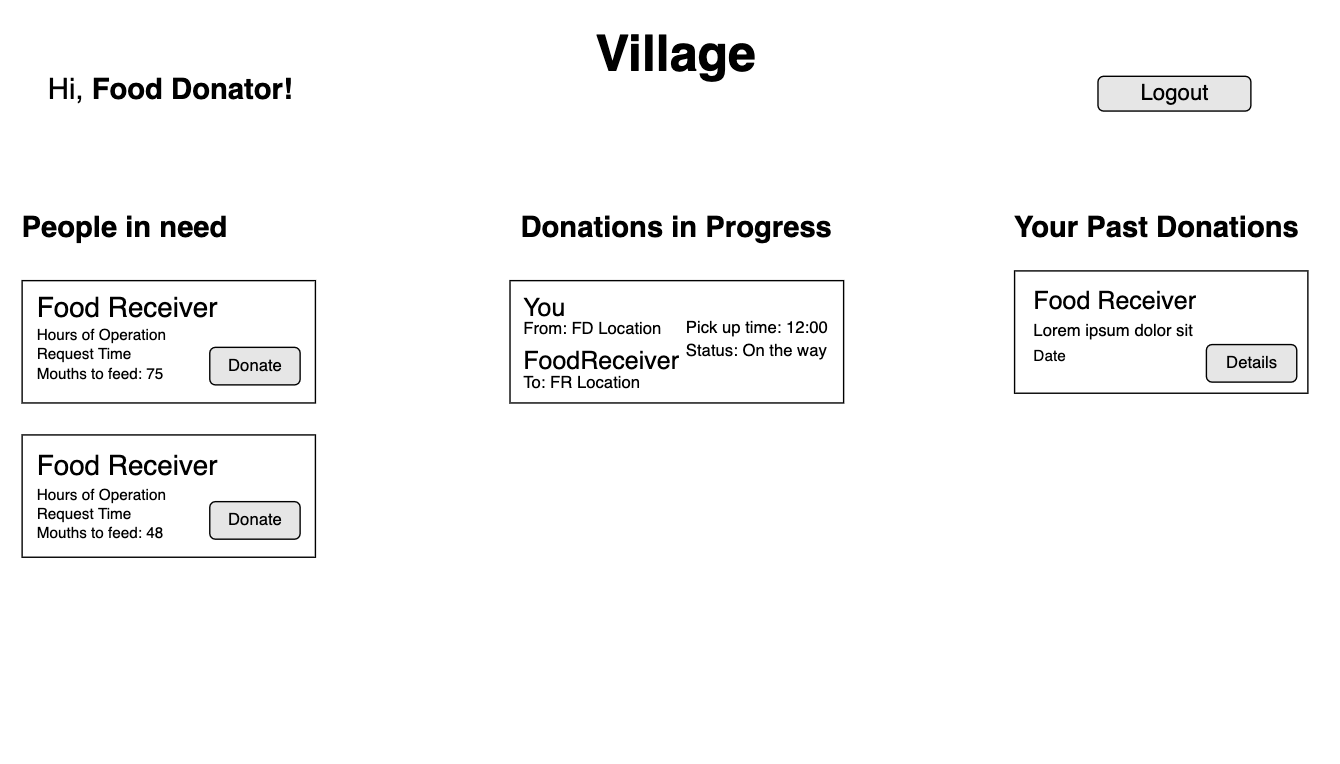 Village
Hi, Food Donator!
Logout
People in need
Food Receiver
Hours of Operation
Request Time
Mouths to feed: 75
Donate
Food Receiver
Hours of Operation
Request Time
Mouths to feed: 48
Donate
Donations in Progress
You
From: FD Location
FoodReceiver
To: FR Location
Pick up time: 12:00
Status: On the way
Your Past Donations
Food Receiver
Lorem ipsum dolor sit
Date
Details